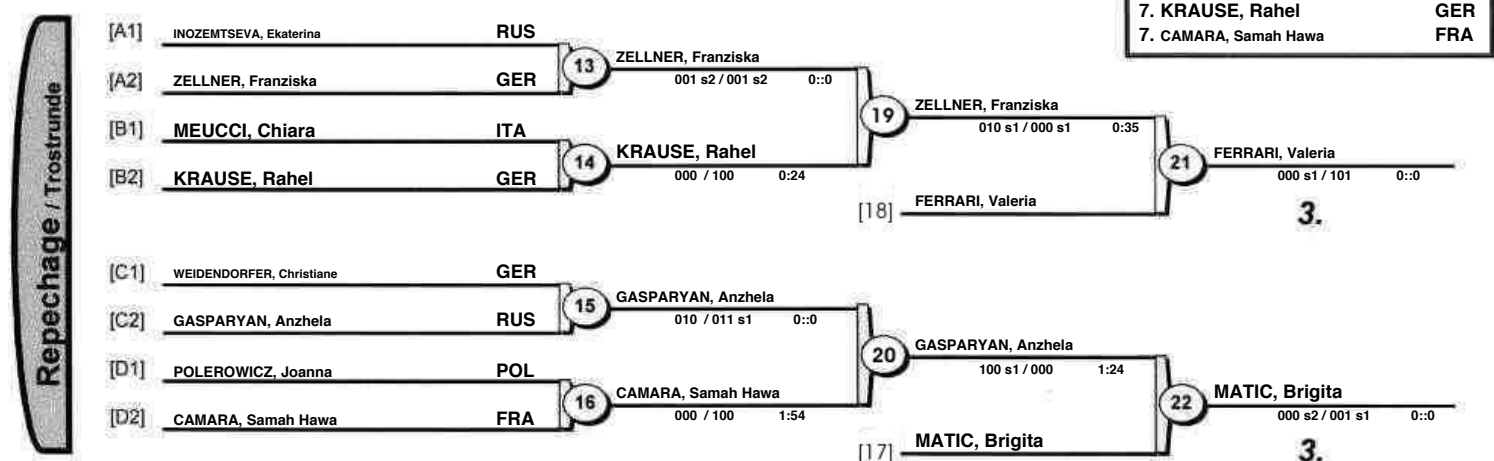 7. KRAUSE, Rahel GER
7. CAMARA, Samah Hawa FRA
Repechage / Trostrunde
[A1] INOZEMTSEVA, Ekaterina RUS
13 ZELLNER, Franziska
001 s2 / 001 s2 0::0
[A2] ZELLNER, Franziska GER
19 ZELLNER, Franziska
010 s1 / 000 s1 0:35
[B1] MEUCCI, Chiara ITA
14 KRAUSE, Rahel
000 / 100 0:24
[B2] KRAUSE, Rahel GER
21 FERRARI, Valeria
000 s1 / 101 0::0
[18] FERRARI, Valeria
3.
[C1] WEIDENDORFER, Christiane GER
15 GASPARYAN, Anzhela
010 / 011 s1 0::0
[C2] GASPARYAN, Anzhela RUS
20 GASPARYAN, Anzhela
100 s1 / 000 1:24
[D1] POLEROWICZ, Joanna POL
16 CAMARA, Samah Hawa
000 / 100 1:54
[D2] CAMARA, Samah Hawa FRA
22 MATIC, Brigita
000 s2 / 001 s1 0::0
[17] MATIC, Brigita
3.